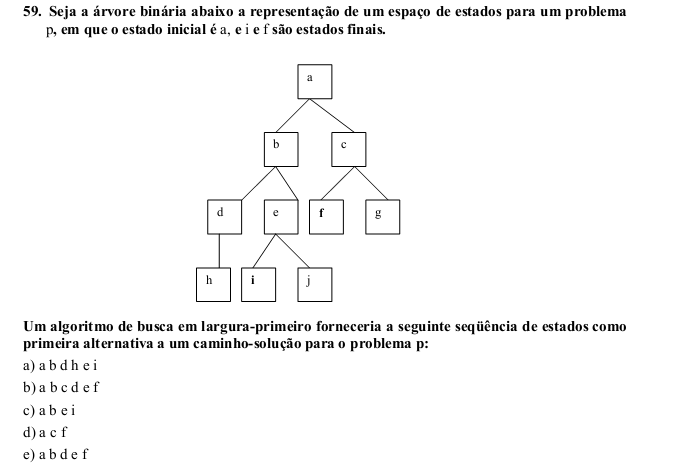 59. Seja a árvore binária abaixo a representação de um espaço de estados para um problema
p, em que o estado inicial é a, e i e f são estados finais.
a
b c
d e f g
h i j
Um algoritmo de busca em largura-primeiro forneceria a seguinte seqüência de estados como
primeira alternativa a um caminho-solução para o problema p:
a) a b d h e i
b) a b c d e f
c) a b e i
d) a c f
e) a b d e f